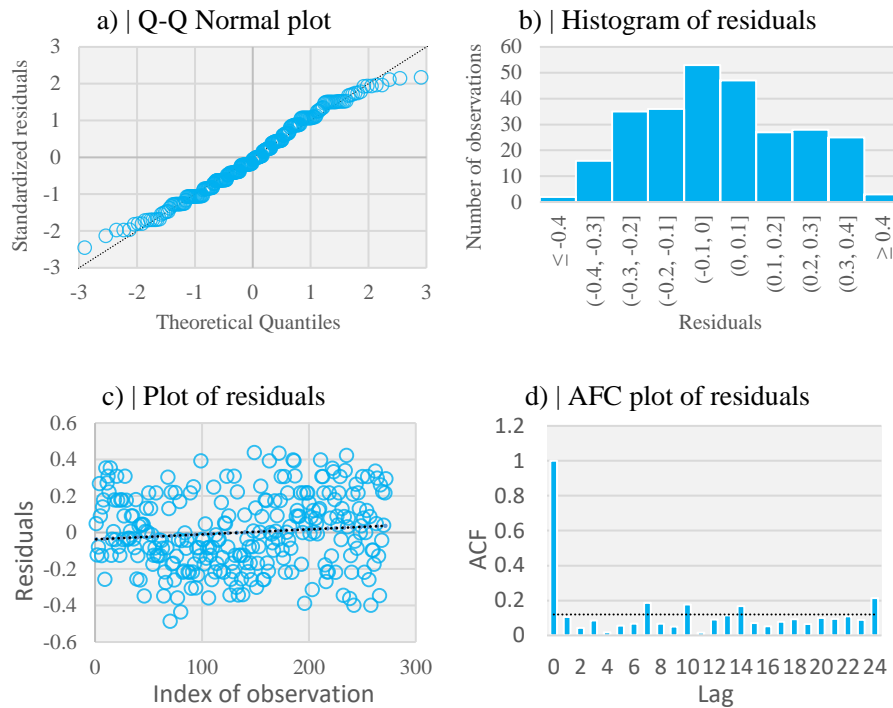 a) | Q-Q Normal plot
Standardized residuals
3
2
1
0
-1
-2
-3
-3 -2 -1 0 1 2 3
Theoretical Quantiles
b) | Histogram of residuals
Number of observations
60
50
40
30
20
10
0
≤ -0.4
(-0.4, -0.3]
(-0.3, -0.2]
(-0.2, -0.1]
(-0.1, 0]
(0, 0.1]
(0.1, 0.2]
(0.2, 0.3]
(0.3, 0.4]
≥ 0.4
Residuals
c) | Plot of residuals
Residuals
0.6
0.4
0.2
0
-0.2
-0.4
-0.6
0 100 200 300
Index of observation
d) | AFC plot of residuals
ACF
1.2
1
0.8
0.6
0.4
0.2
0
0 2 4 6 8 10 12 14 16 18 20 22 24
Lag